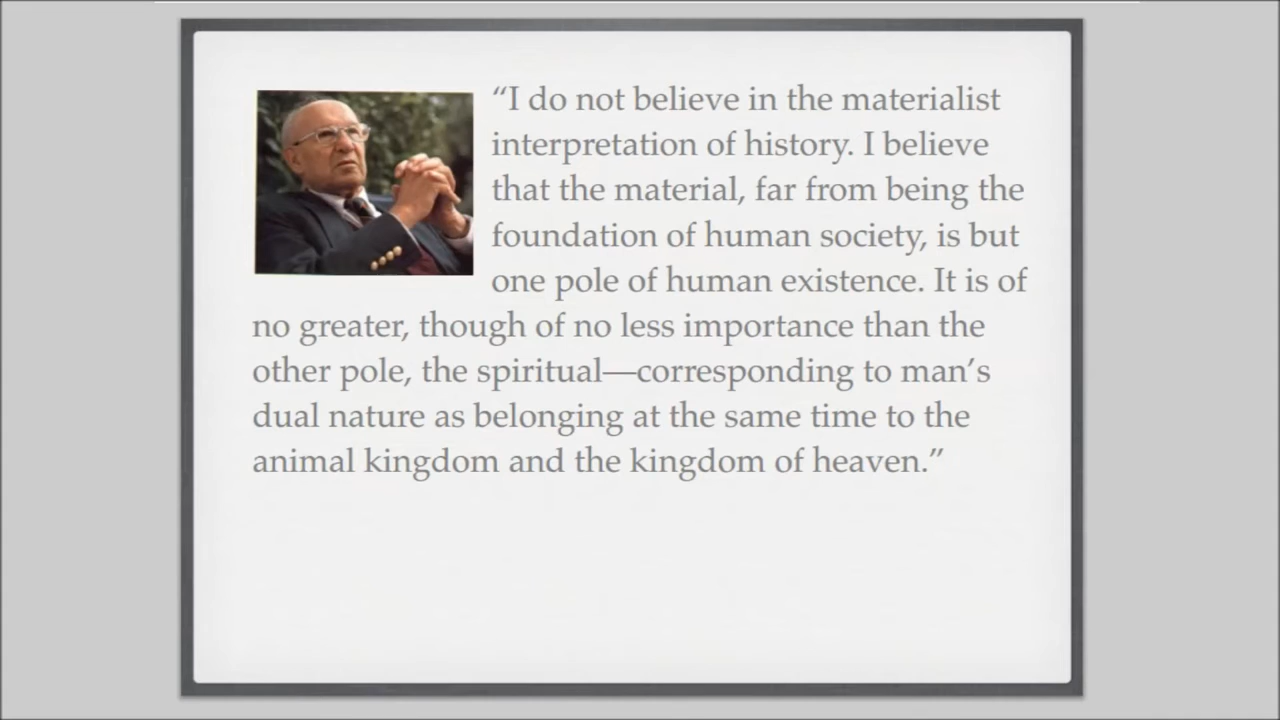 “I do not believe in the materialist
interpretation of history. I believe
that the material, far from being the
foundation of human society, is but
one pole of human existence. It is of
no greater, though of no less importance than the
other pole, the spiritual—corresponding to man’s
dual nature as belonging at the same time to the
animal kingdom and the kingdom of heaven.”